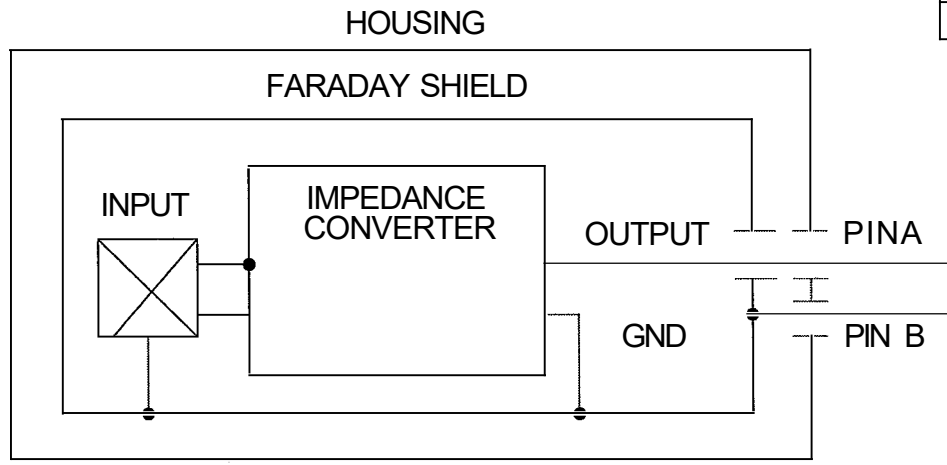 HOUSING
FARADAY SHIELD
INPUT
IMPEDANCE
CONVERTER
OUTPUT
PINA
GND
PIN B